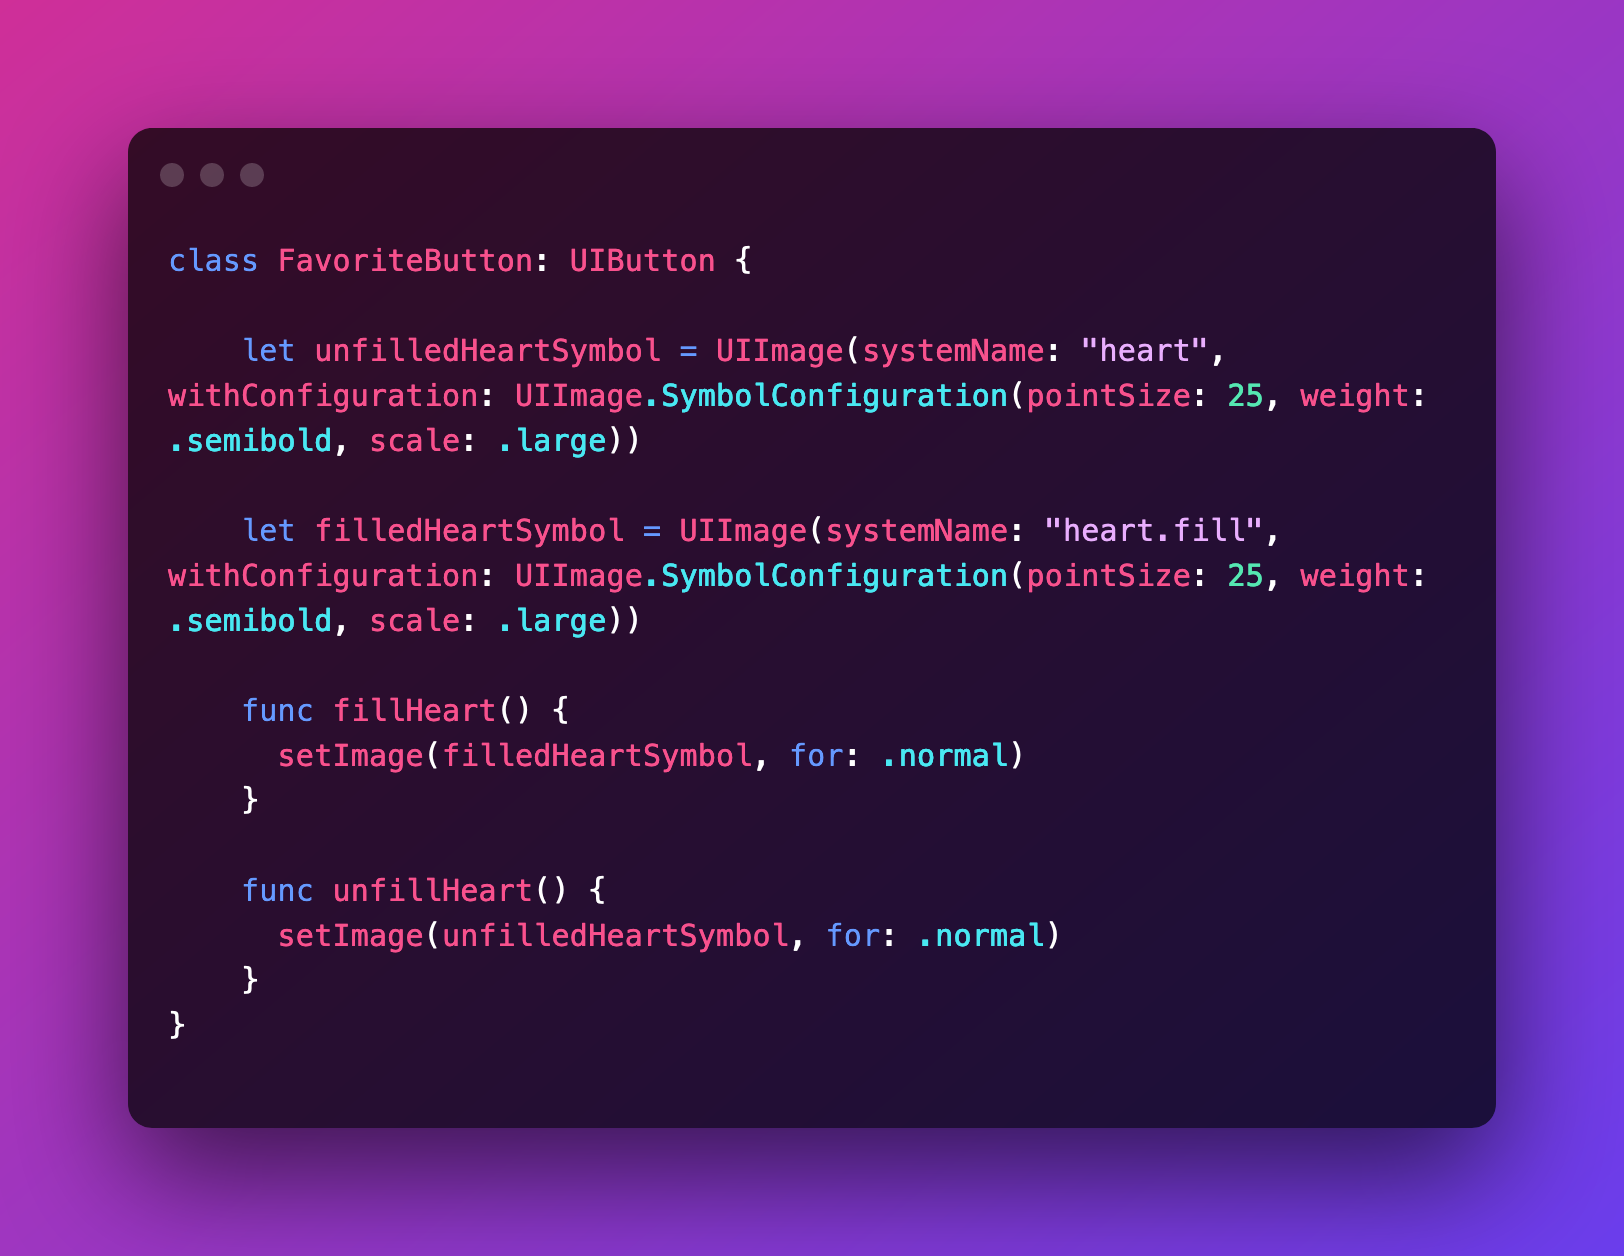 class FavoriteButton: UIButton {
let unfilledHeartSymbol = UIImage(systemName: "heart",
withConfiguration: UIImage.SymbolConfiguration(pointSize: 25, weight:
.semibold, scale: .large))
let filledHeartSymbol = UIImage(systemName: "heart.fill",
withConfiguration: UIImage.SymbolConfiguration(pointSize: 25, weight:
.semibold, scale: .large))
func fillHeart() {
setImage(filledHeartSymbol, for: .normal)
}
func unfillHeart() {
setImage(unfilledHeartSymbol, for: .normal)
}
}